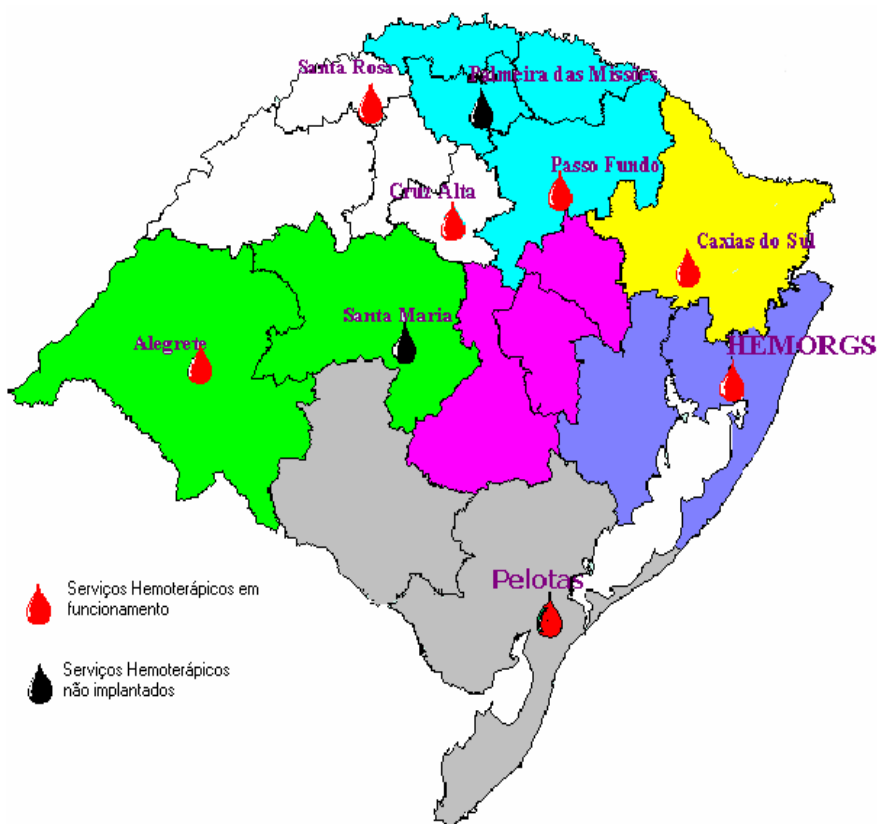 Santa Rosa
Palmeira das Missões
Passo Fundo
Cruz Alta
Caxias do Sul
Santa Maria
Alegrete
HEMORGS
Pelotas
Serviços Hemoterápicos em
funcionamento
Serviços Hemoterápicos
não implantados